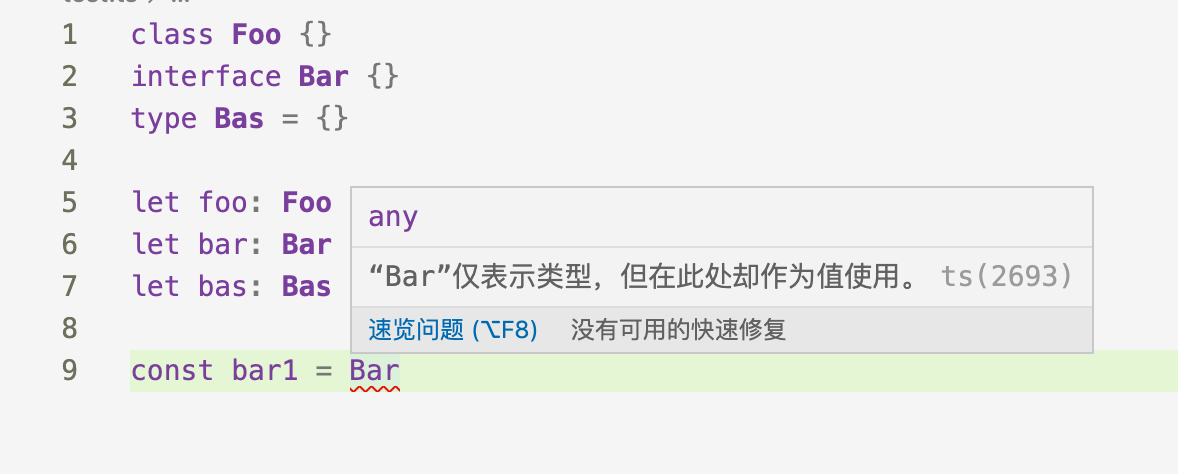 1 class Foo {}
2 interface Bar {}
3 type Bas = {}
4
5 let foo: Foo
6 let bar: Bar
7 let bas: Bas
any
“Bar”仅表示类型，但在此处却作为值使用。 ts(2693)
速览问题 (⌥F8) 没有可用的快速修复
8
9 const bar1 = Bar